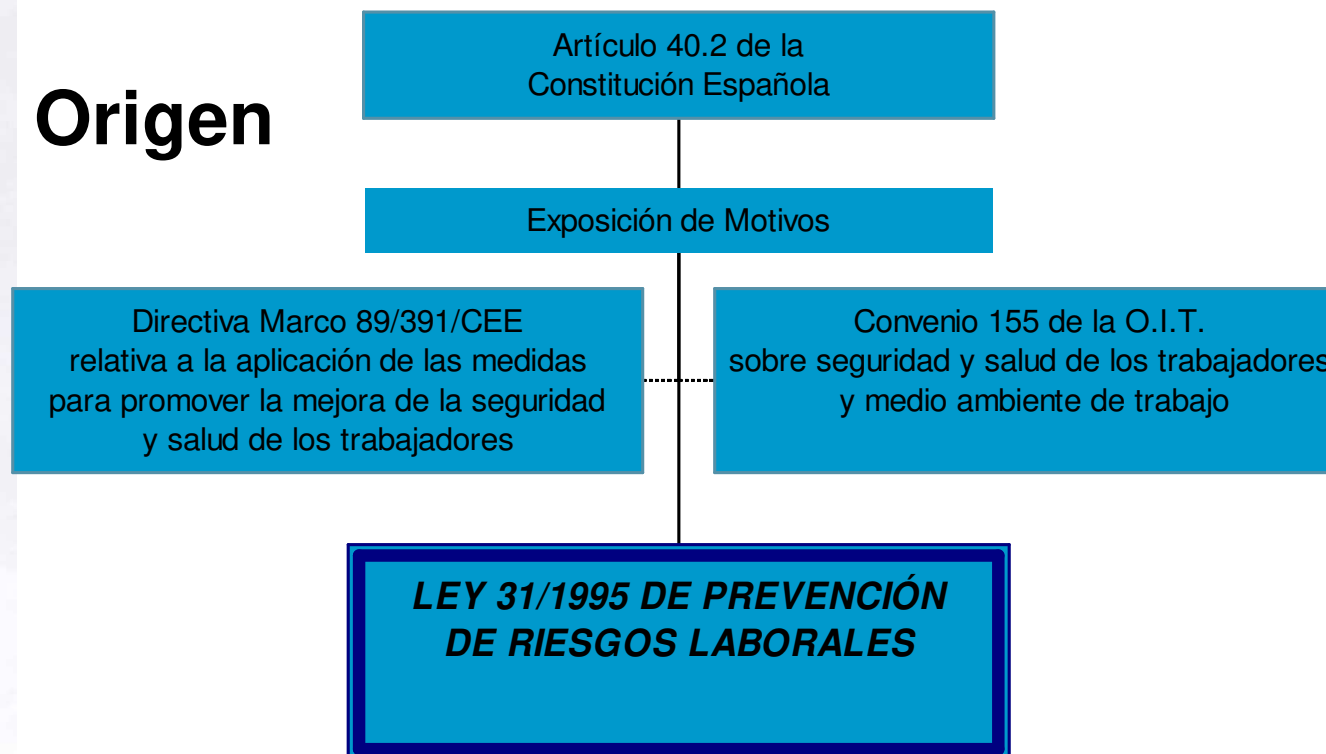 Origen
Artículo 40.2 de la
Constitución Española
Exposición de Motivos
Directiva Marco 89/391/CEE
relativa a la aplicación de las medidas
para promover la mejora de la seguridad
y salud de los trabajadores
Convenio 155 de la O.I.T.
sobre seguridad y salud de los trabajadores
y medio ambiente de trabajo
LEY 31/1995 DE PREVENCIÓN
DE RIESGOS LABORALES